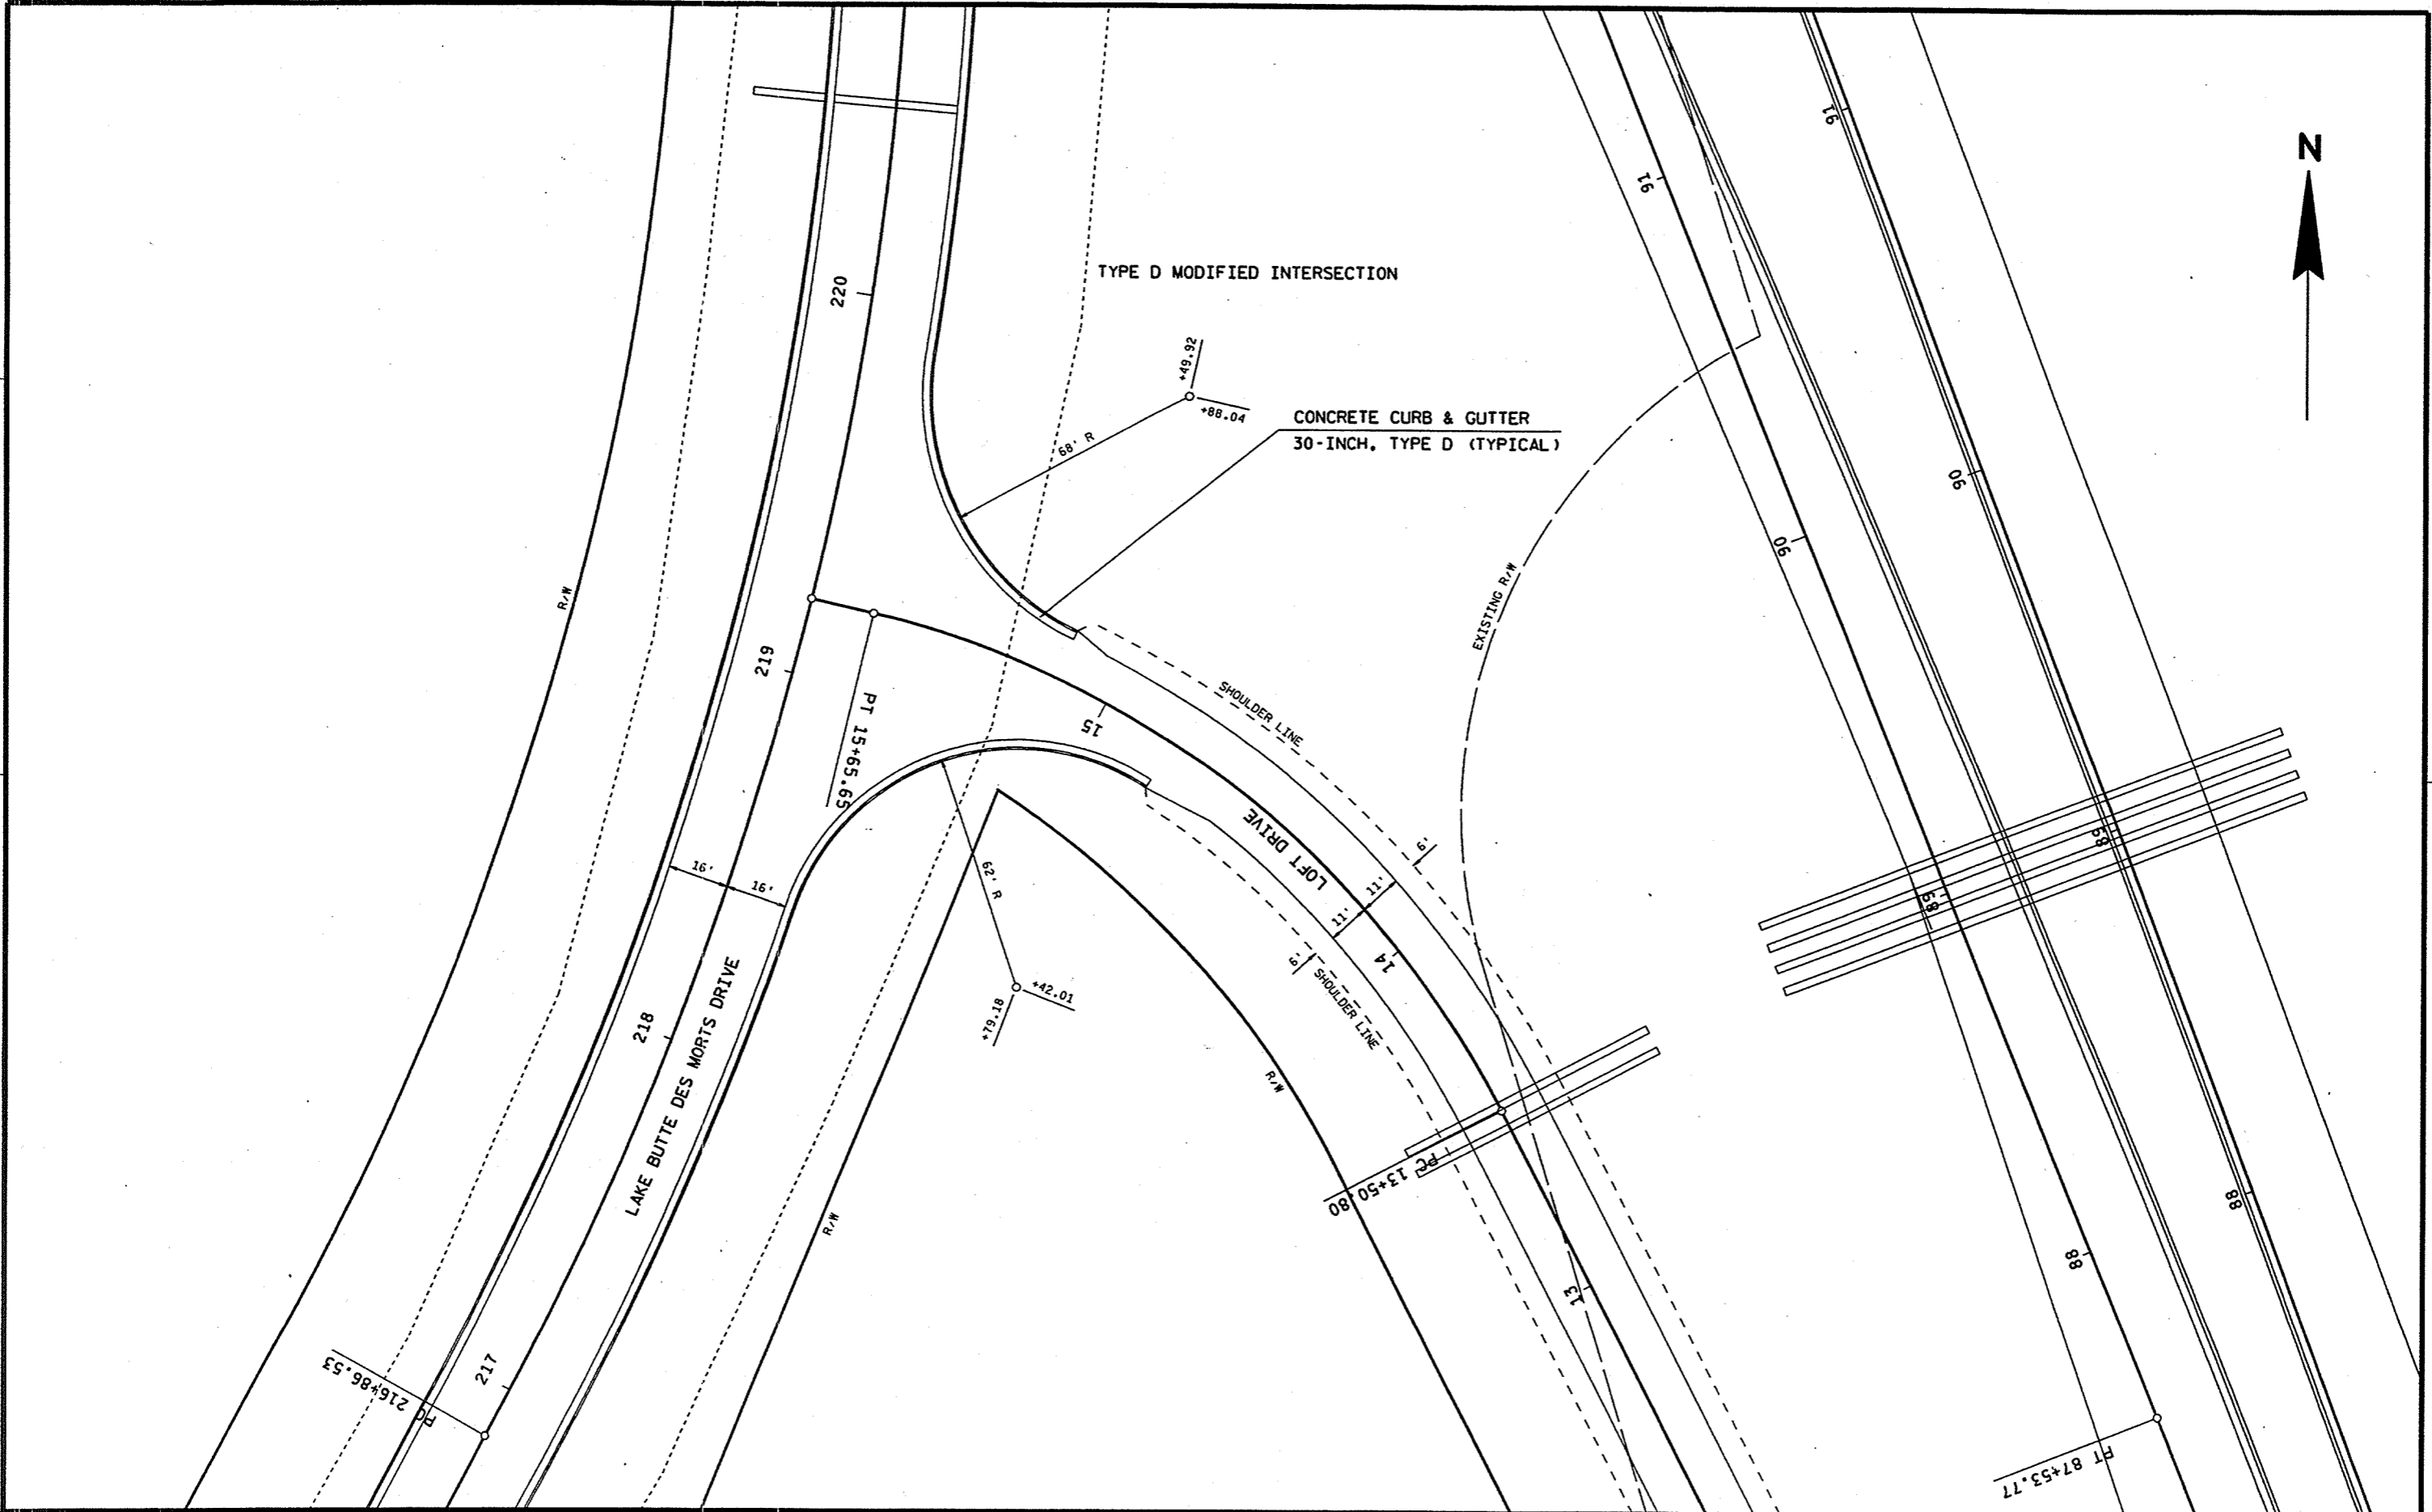 N
91
91
TYPE D MODIFIED INTERSECTION
220
+49.92
+88.04
CONCRETE CURB & GUTTER
30-INCH, TYPE D (TYPICAL)
68' R
90
90
R/W
EXISTING R/W
219
PT 15+65.65
15
SHOULDER LINE
LOFT DRIVE
6'
89
89
16'
16'
62' R
11'
11'
14
6'
SHOULDER LINE
+42.01
+79.18
218
LAKE BUTTE DES MORTS DRIVE
R/W
R/W
PC 13+50.80
88
88
13
217
PC 216+86.53
PT 87+53.77